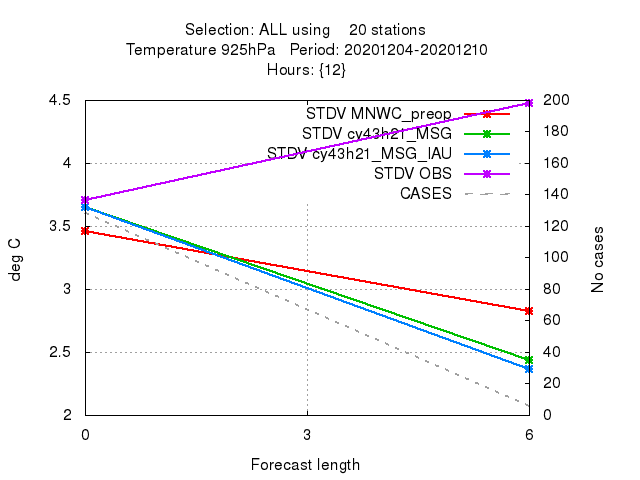 Selection: ALL using 20 stations
Temperature 925hPa Period: 20201204-20201210
Hours: {12}
4.5
4
3.5
3
2.5
2
deg C
STDV MNWC_preop
STDV cy43h21_MSG
STDV cy43h21_MSG_IAU
STDV OBS
CASES
200
180
160
140
120
100
80
60
40
20
0
No cases
0 3 6
Forecast length